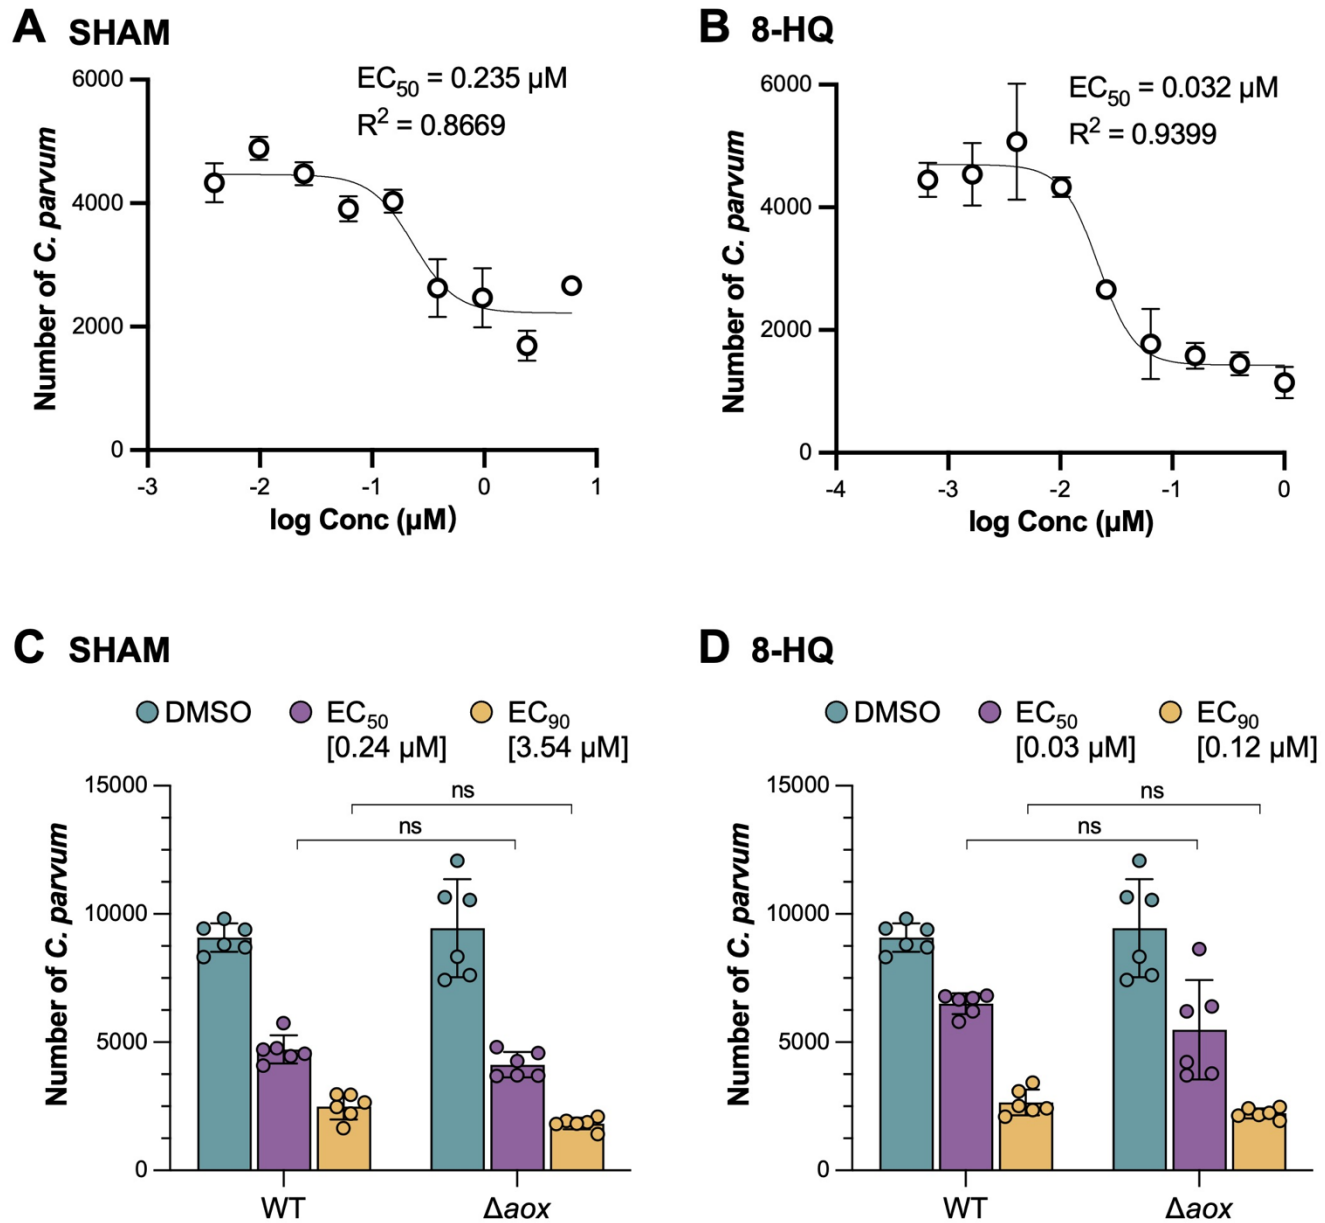 A SHAM
EC50 = 0.235 µM
R2 = 0.8669
Number of C. parvum
6000
4000
2000
0
-3 -2 -1 0 1
log Conc (µM)
B 8-HQ
EC50 = 0.032 µM
R2 = 0.9399
Number of C. parvum
6000
4000
2000
0
-4 -3 -2 -1 0
log Conc (µM)
C SHAM
DMSO EC50 EC90
[0.24 µM] [3.54 µM]
Number of C. parvum
15000
10000
5000
0
ns
ns
WT Δaox
D 8-HQ
DMSO EC50 EC90
[0.03 µM] [0.12 µM]
Number of C. parvum
15000
10000
5000
0
ns
ns
WT Δaox